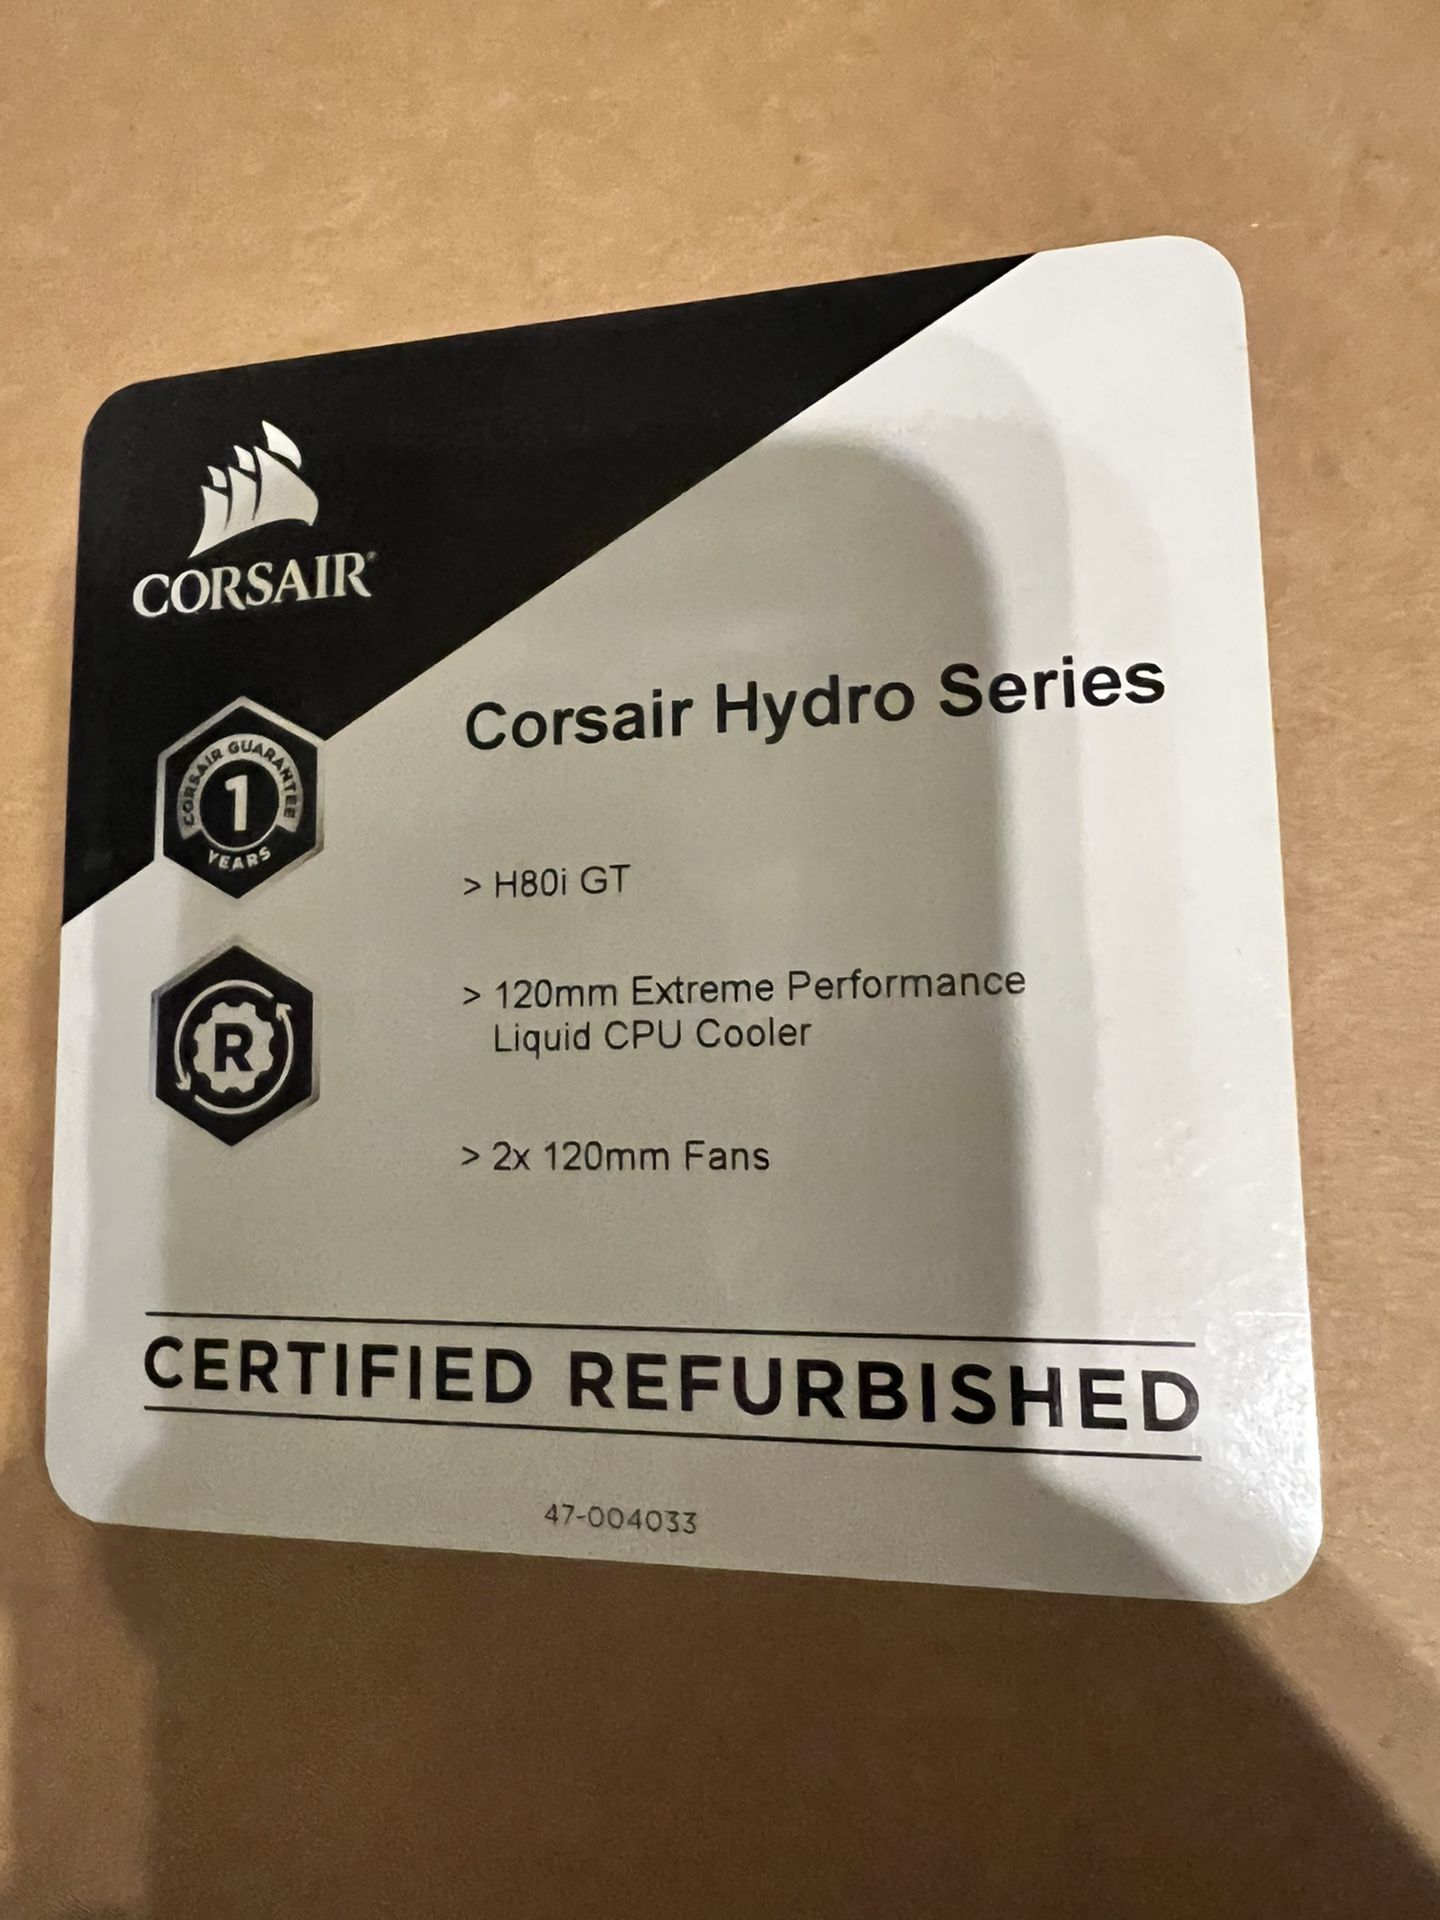 CORSAIR®
Corsair Hydro Series
CORSAIR GUARANTEE
1
YEARS
> H80i GT
> 120mm Extreme Performance
Liquid CPU Cooler
R
> 2x 120mm Fans
CERTIFIED REFURBISHED
47-004033